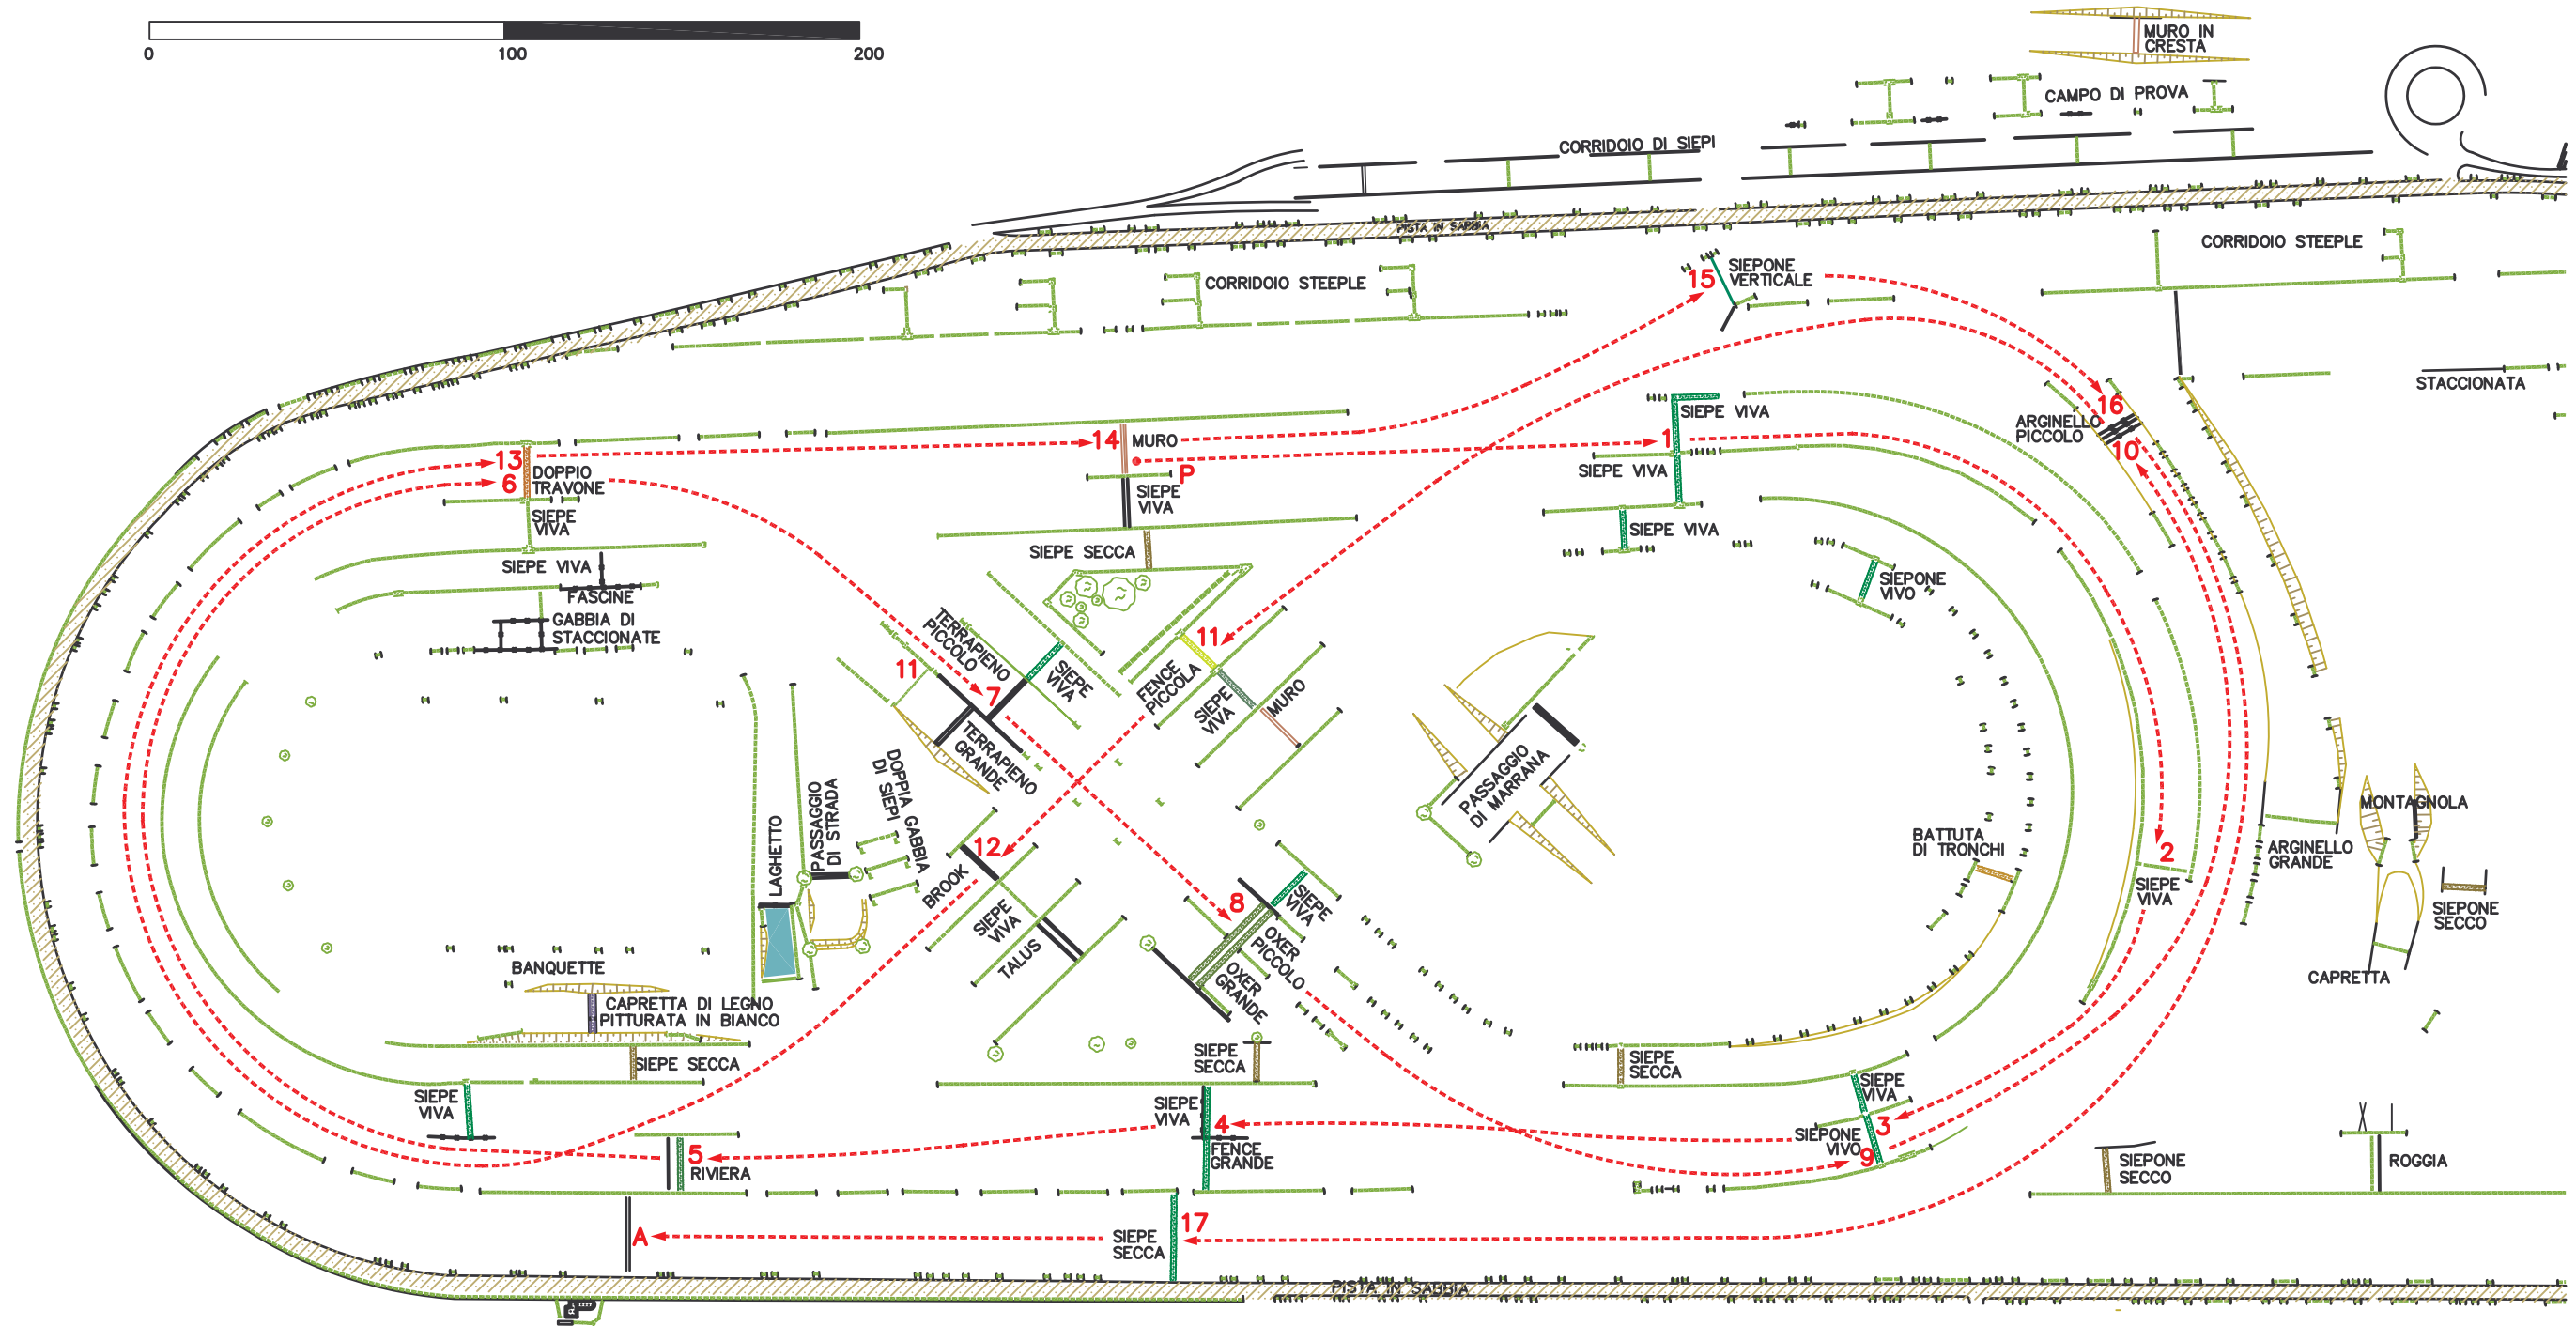 0
100
200
MURO IN
CRESTA
CAMPO DI PROVA
CORRIDOIO DI SIEPI
PISTA IN SABBIA
CORRIDOIO STEEPLE
CORRIDOIO STEEPLE
15
SIEPONE
VERTICALE
STACCIONATA
16
ARGINELLO
PICCOLO
10
SIEPE VIVA
14
MURO
1
SIEPE VIVA
P
SIEPE
VIVA
13
6
DOPPIO
TRAVONE
SIEPE
VIVA
SIEPE VIVA
SIEPE SECCA
SIEPE VIVA
FASCINE
GABBIA DI
STACCIONATE
SIEPONE
VIVO
TERRAPIENO
PICCOLO
11
7
SIEPE
VIVA
11
FENCE
PICCOLA
SIEPE
VIVA
MURO
TERRAPIENO
GRANDE
PASSAGGIO
DI MARRANA
DOPPIA GABBIA
DI SIEPI
PASSAGGIO
DI STRADA
LAGHETTO
12
BROOK
SIEPE
VIVA
TALUS
8
SIEPE
VIVA
OXER
PICCOLO
OXER
GRANDE
BATTUTA
DI TRONCHI
2
SIEPE
VIVA
MONTAGNOLA
ARGINELLO
GRANDE
SIEPONE
SECCO
CAPRETTA
BANQUETTE
CAPRETTA DI LEGNO
PITTURATA IN BIANCO
SIEPE SECCA
SIEPE
VIVA
SIEPE
SECCA
SIEPE
VIVA
4
FENCE
GRANDE
5
RIVIERA
SIEPE
SECCA
SIEPE
VIVA
3
SIEPONE
VIVO
9
SIEPONE
SECCO
ROGGIA
17
SIEPE
SECCA
A
PISTA IN SABBIA